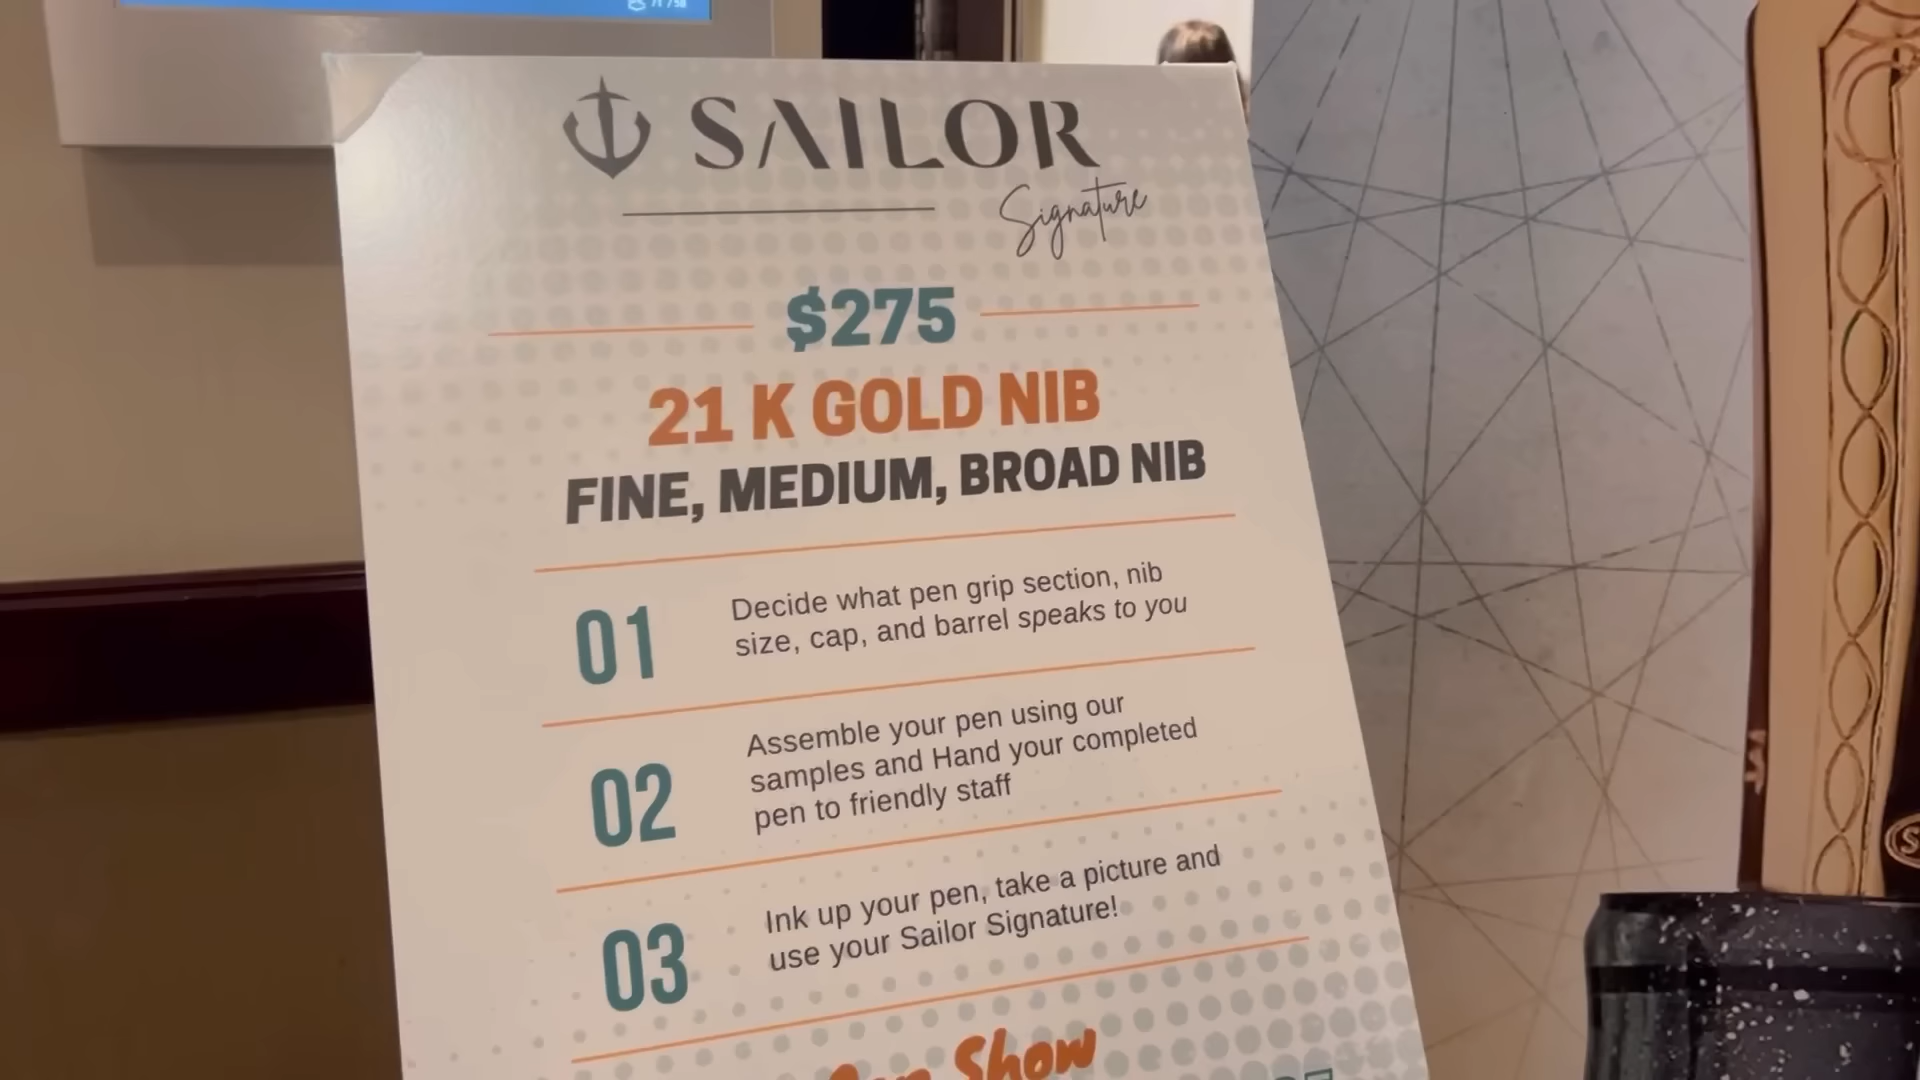 SAILOR
Signature
$275
21 K GOLD NIB
FINE, MEDIUM, BROAD NIB
01
Decide what pen grip section, nib
size, cap, and barrel speaks to you
02
Assemble your pen using our
samples and Hand your completed
pen to friendly staff
03
Ink up your pen, take a picture and
use your Sailor Signature!
Show